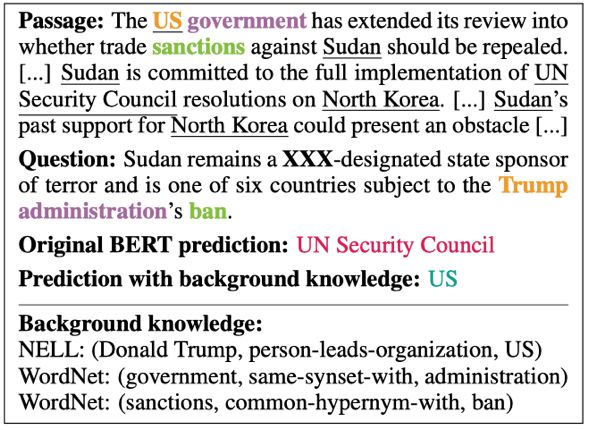 Passage: The US government has extended its review into
whether trade sanctions against Sudan should be repealed.
[...] Sudan is committed to the full implementation of UN
Security Council resolutions on North Korea. [...] Sudan's
past support for North Korea could present an obstacle [...]
Question: Sudan remains a XXX-designated state sponsor
of terror and is one of six countries subject to the Trump
administration's ban.
Original BERT prediction: UN Security Council
Prediction with background knowledge: US
Background knowledge:
NELL: (Donald Trump, person-leads-organization, US)
WordNet: (government, same-synset-with, administration)
WordNet: (sanctions, common-hypernym-with, ban)